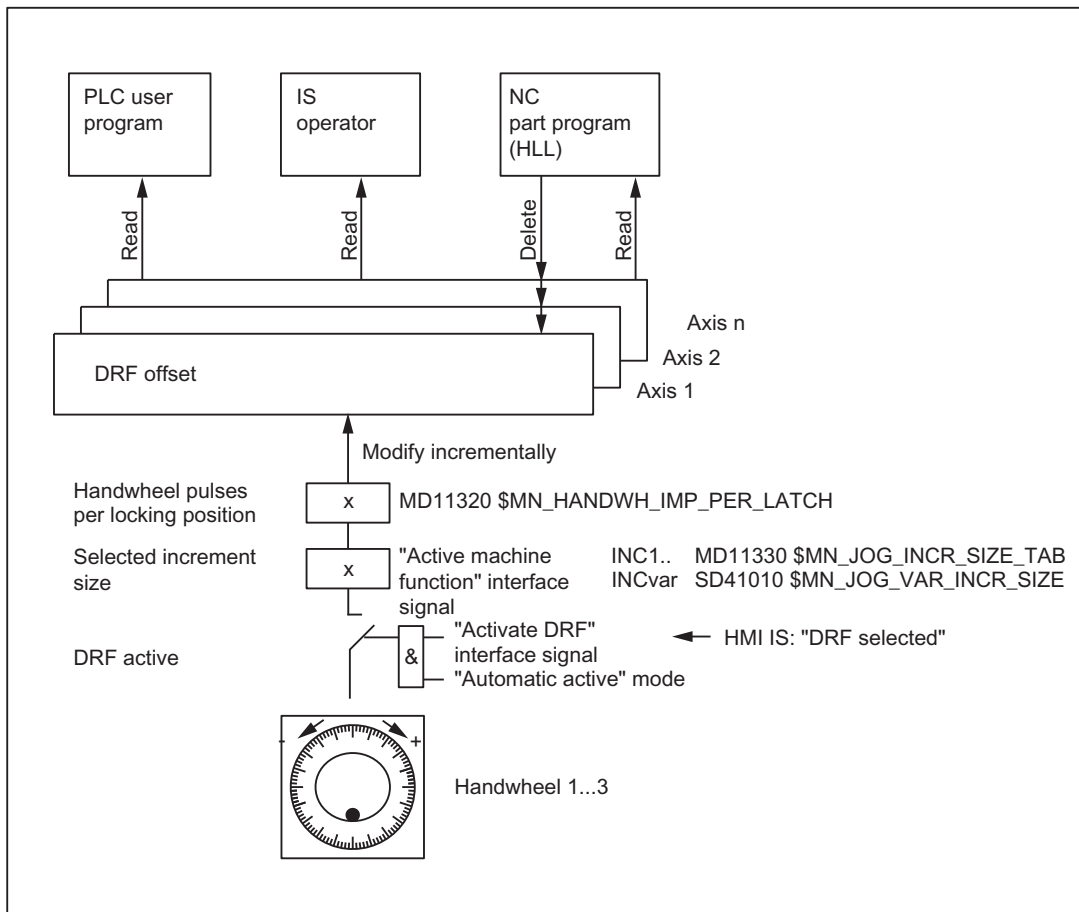 PLC user
program
IS
operator
NC
part program
(HLL)
Read
Read
Delete
Read
Axis n
Axis 2
DRF offset
Axis 1
Modify incrementally
Handwheel pulses
per locking position
x
MD11320 $MN_HANDWH_IMP_PER_LATCH
Selected increment
size
x
"Active machine
function" interface
signal
INC1.. MD11330 $MN_JOG_INCR_SIZE_TAB
INCvar SD41010 $MN_JOG_VAR_INCR_SIZE
DRF active
&
"Activate DRF"
interface signal
"Automatic active" mode
HMI IS: "DRF selected"
- +
Handwheel 1...3